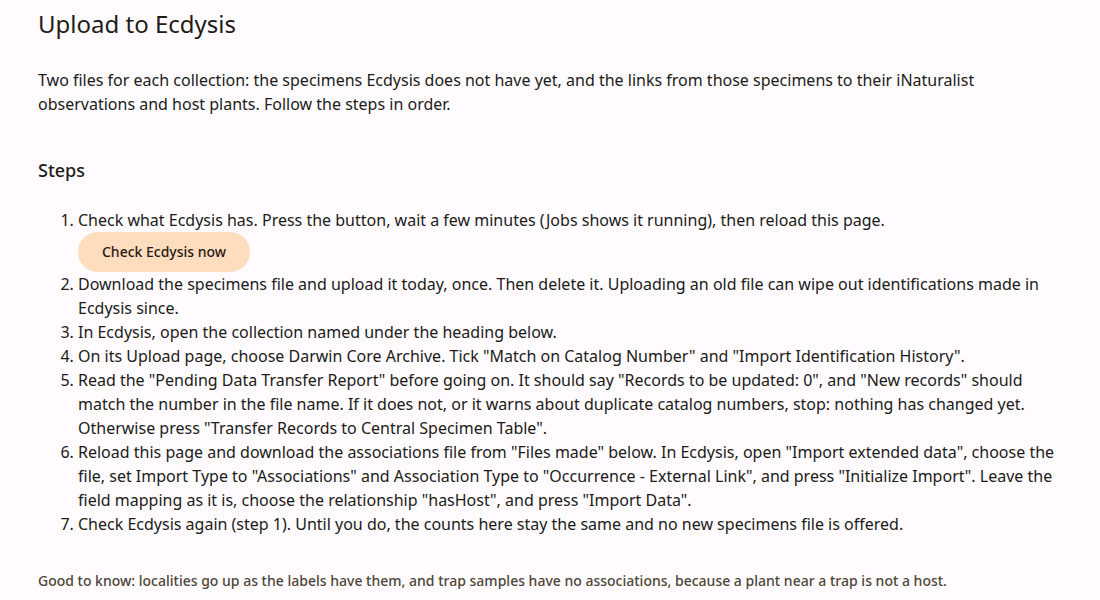 Upload to Ecdysis
Two files for each collection: the specimens Ecdysis does not have yet, and the links from those specimens to their iNaturalist
observations and host plants. Follow the steps in order.
Steps
1. Check what Ecdysis has. Press the button, wait a few minutes (Jobs shows it running), then reload this page.
Check Ecdysis now
2. Download the specimens file and upload it today, once. Then delete it. Uploading an old file can wipe out identifications made in
Ecdysis since.
3. In Ecdysis, open the collection named under the heading below.
4. On its Upload page, choose Darwin Core Archive. Tick "Match on Catalog Number" and "Import Identification History".
5. Read the "Pending Data Transfer Report" before going on. It should say "Records to be updated: 0", and "New records" should
match the number in the file name. If it does not, or it warns about duplicate catalog numbers, stop: nothing has changed yet.
Otherwise press "Transfer Records to Central Specimen Table".
6. Reload this page and download the associations file from "Files made" below. In Ecdysis, open "Import extended data", choose the
file, set Import Type to "Associations" and Association Type to "Occurrence - External Link", and press "Initialize Import". Leave the
field mapping as it is, choose the relationship "hasHost", and press "Import Data".
7. Check Ecdysis again (step 1). Until you do, the counts here stay the same and no new specimens file is offered.
Good to know: localities go up as the labels have them, and trap samples have no associations, because a plant near a trap is not a host.